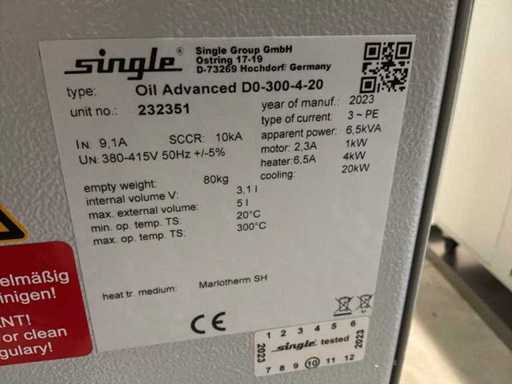 single® Single Group GmbH
Ostring 17-19
D-73269 Hochdorf/ Germany
type: Oil Advanced D0-300-4-20
unit no.: 232351
year of manuf.: 2023
type of current: 3 ~ PE
IN: 9,1A SCCR: 10kA apparent power: 6,5kVA
UN: 380-415V 50Hz +/-5% motor: 2,3A 1kW
heater: 6,5A 4kW
empty weight: 80kg cooling: 20kW
internal volume V: 3,1 l
max. external volume: 5 l
min. op. temp. TS: 20°C
max. op. temp. TS: 300°C
heat tr. medium: Marlotherm SH
CE
elmäßig
inigen!
NT!
or clean
gulary!
1 2 3 4 5 6
2023 single tested 2023
7 8 9 10 11 12